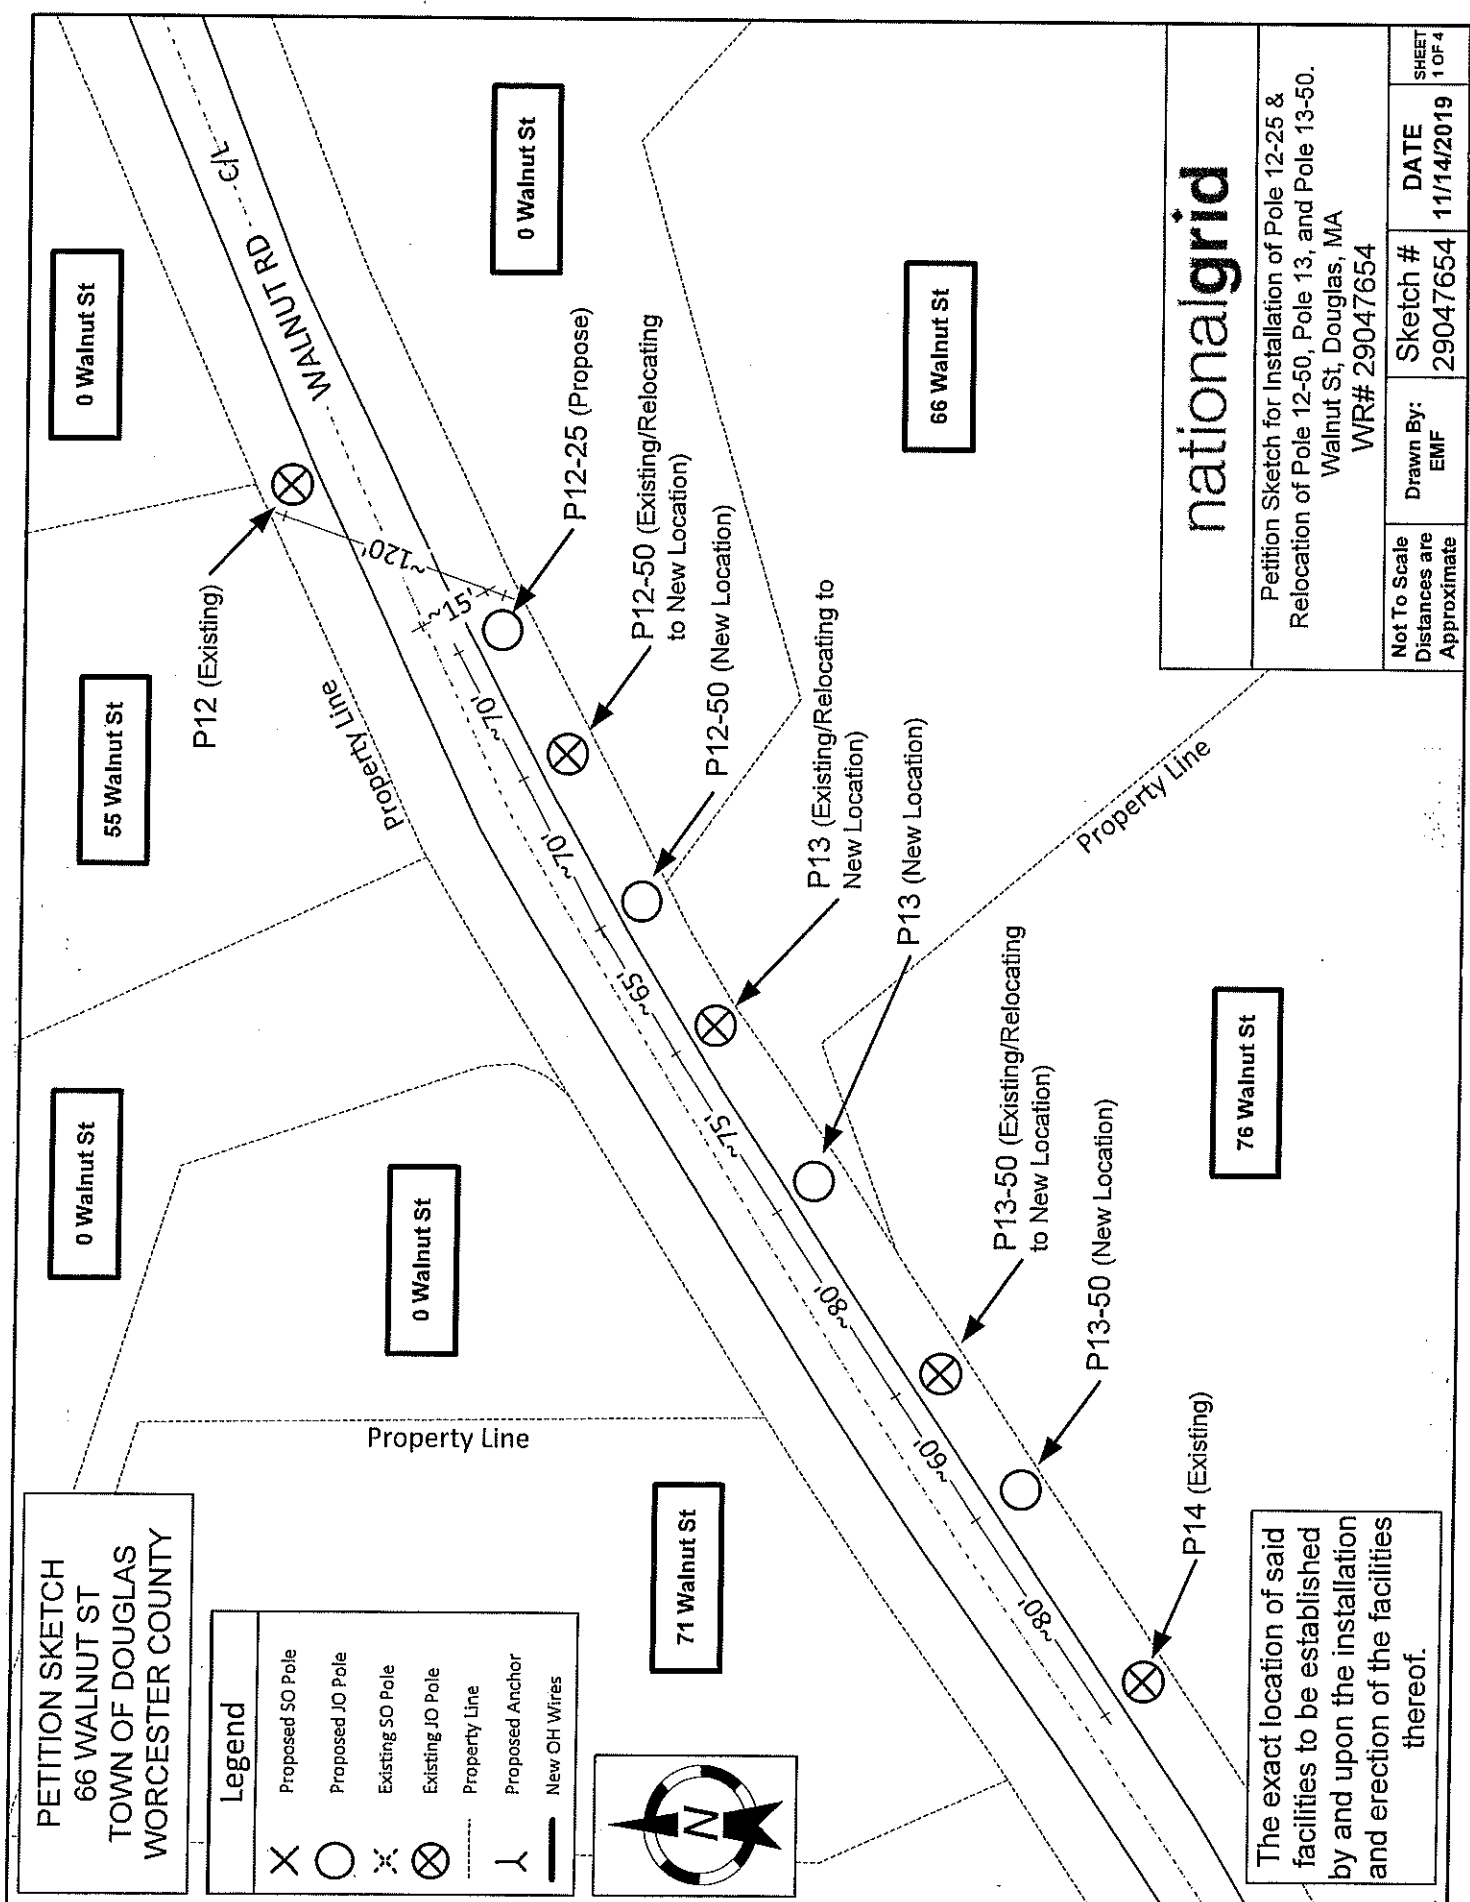 PETITION SKETCH
66 WALNUT ST
TOWN OF DOUGLAS
WORCESTER COUNTY
Legend
Proposed SO Pole
Proposed JO Pole
Existing SO Pole
Existing JO Pole
Property Line
Proposed Anchor
New OH Wires
N
0 Walnut St
55 Walnut St
0 Walnut St
0 Walnut St
71 Walnut St
Property Line
Property Line
0 Walnut St
66 Walnut St
76 Walnut St
Property Line
WALNUT RD - C/L
P12 (Existing)
~120'
~15'
P12-25 (Propose)
~70'
P12-50 (Existing/Relocating
to New Location)
~70'
P12-50 (New Location)
~65'
P13 (Existing/Relocating to
New Location)
~75'
P13 (New Location)
~80'
P13-50 (Existing/Relocating
to New Location)
~60'
P13-50 (New Location)
~80'
P14 (Existing)
The exact location of said
facilities to be established
by and upon the installation
and erection of the facilities
thereof.
nationalgrid
Petition Sketch for Installation of Pole 12-25 &
Relocation of Pole 12-50, Pole 13, and Pole 13-50.
Walnut St, Douglas, MA
WR# 29047654
Not To Scale
Distances are
Approximate
Drawn By:
EMF
Sketch #
29047654
DATE
11/14/2019
SHEET
1 OF 4